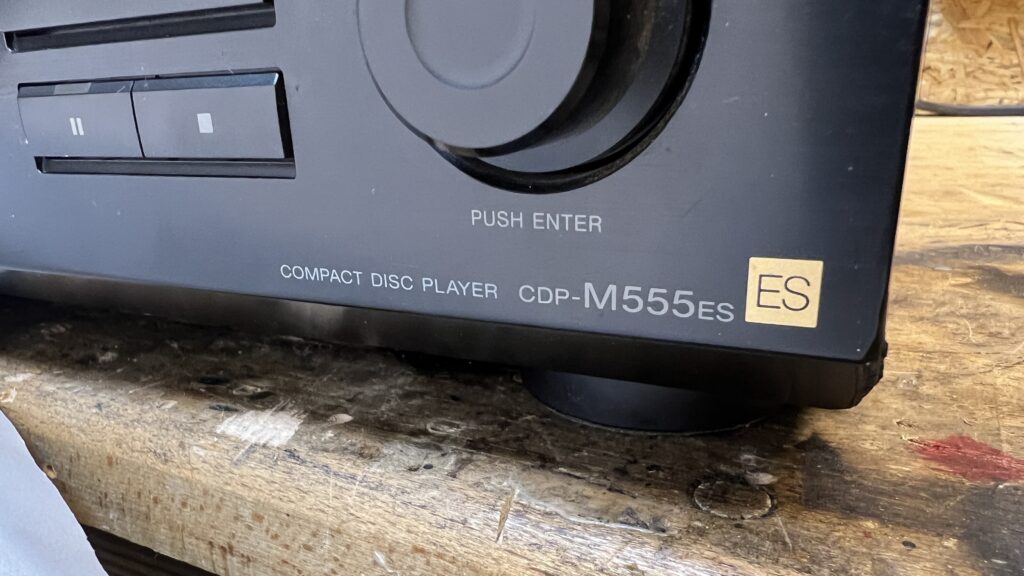 PUSH ENTER
COMPACT DISC PLAYER CDP-M555ES ES